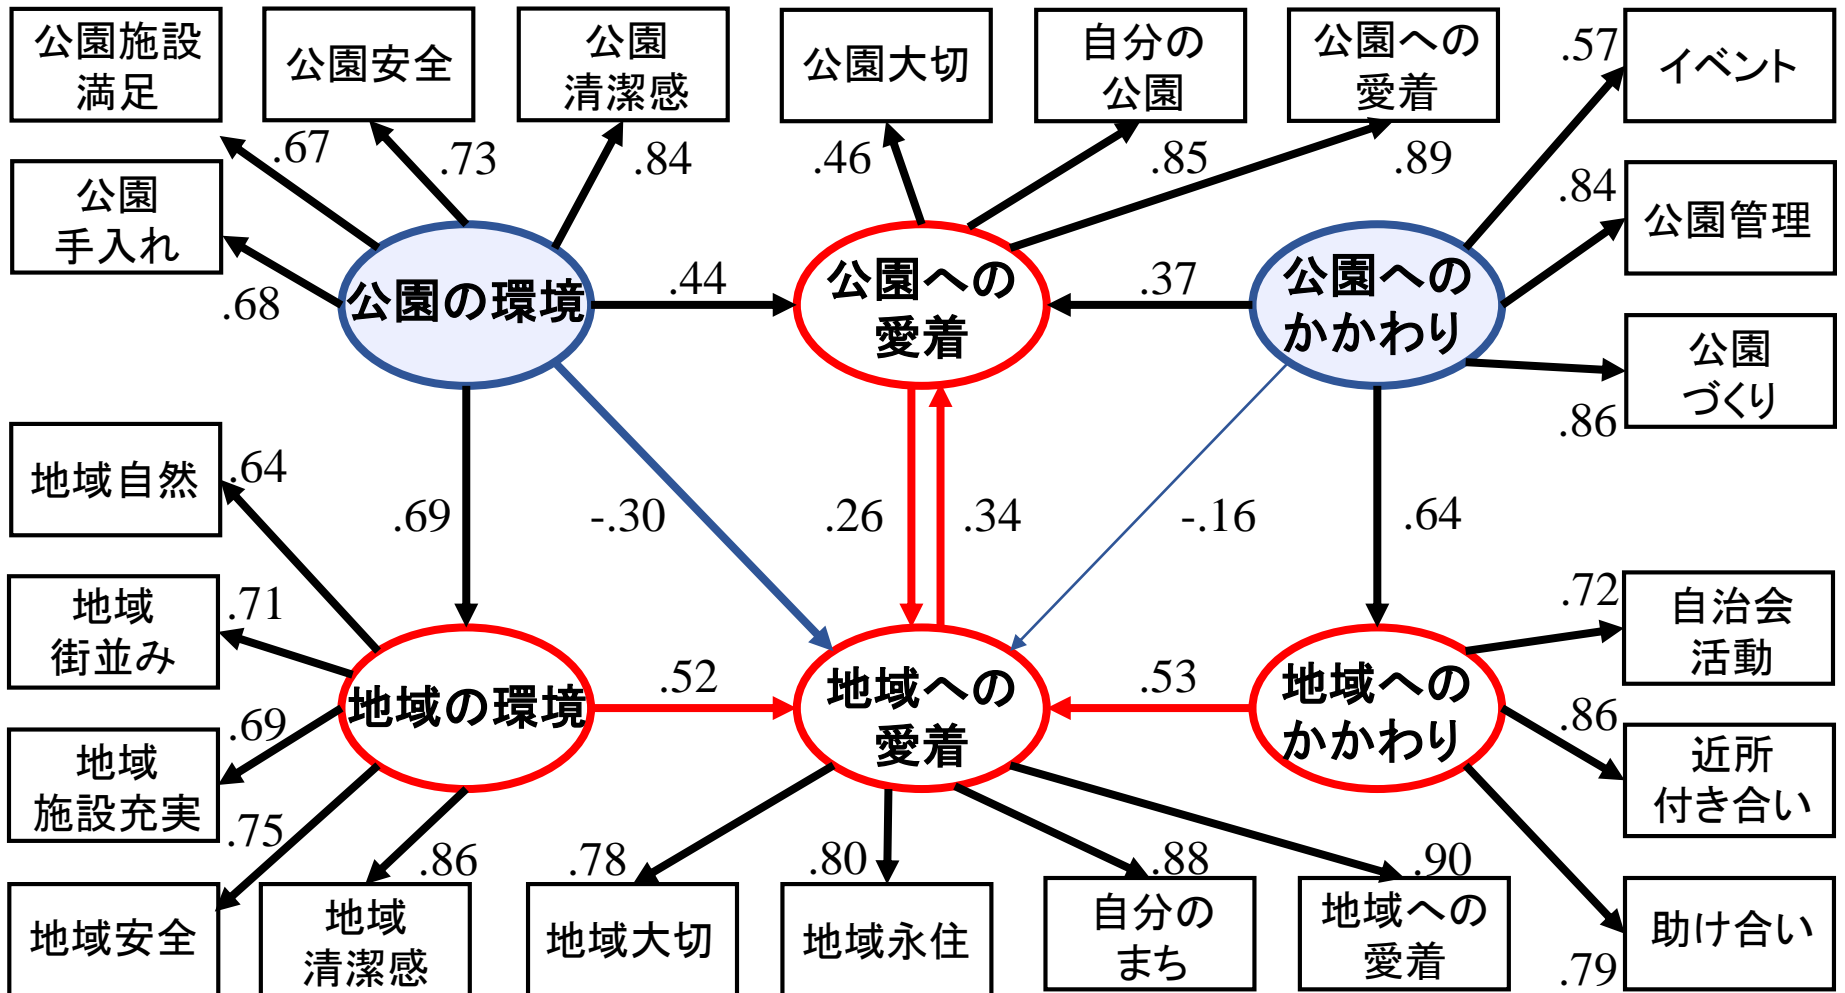 公園施設
満足
公園安全
公園
清潔感
公園大切
自分の
公園
公園への
愛着
.57
イベント
.67
.73
.84
.46
.85
.89
.84
公園
手入れ
公園管理
.68
公園の環境
.44
公園への
愛着
.37
公園への
かかわり
公園
づくり
.86
地域自然
.64
.69
-.30
.26
.34
-.16
.64
地域
街並み
.71
.72
自治会
活動
地域の環境
.52
地域への
愛着
.53
地域への
かかわり
.69
地域
施設充実
.86
近所
付き合い
.75
.86
.78
.80
.88
.90
地域安全
地域
清潔感
地域大切
地域永住
自分の
まち
地域への
愛着
助け合い
.79